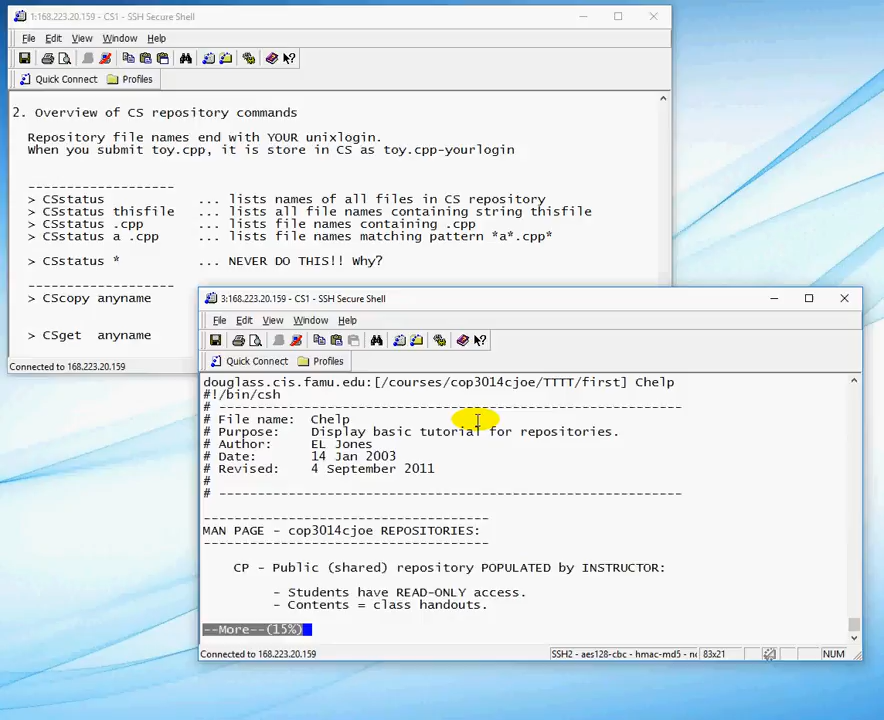 1:168.223.20.159 - CS1 - SSH Secure Shell
File Edit View Window Help
Quick Connect Profiles
2. Overview of CS repository commands
Repository file names end with YOUR unixlogin.
When you submit toy.cpp, it is store in CS as toy.cpp-yourlogin
-------------------
> CSstatus ... lists names of all files in CS repository
> CSstatus thisfile ... lists all file names containing string thisfile
> CSstatus .cpp ... lists file names containing .cpp
> CSstatus a .cpp ... lists file names matching pattern *a*.cpp*
> CSstatus * ... NEVER DO THIS!! Why?
-------------------
> CScopy anyname
> CSget anyname
Connected to 168.223.20.159
3:168.223.20.159 - CS1 - SSH Secure Shell
File Edit View Window Help
Quick Connect Profiles
douglass.cis.famu.edu:[/courses/cop3014cjoe/TTTT/first] Chelp
#!/bin/csh
# ------------------------------------------------------------
# File name: Chelp
# Purpose: Display basic tutorial for repositories.
# Author: EL Jones
# Date: 14 Jan 2003
# Revised: 4 September 2011
#
# ------------------------------------------------------------
-------------------------------------
MAN PAGE - cop3014cjoe REPOSITORIES:
-------------------------------------
CP - Public (shared) repository POPULATED by INSTRUCTOR:
- Students have READ-ONLY access.
- Contents = class handouts.
--More--(15%)
Connected to 168.223.20.159 SSH2 - aes128-cbc - hmac-md5 - no 83x21 NUM